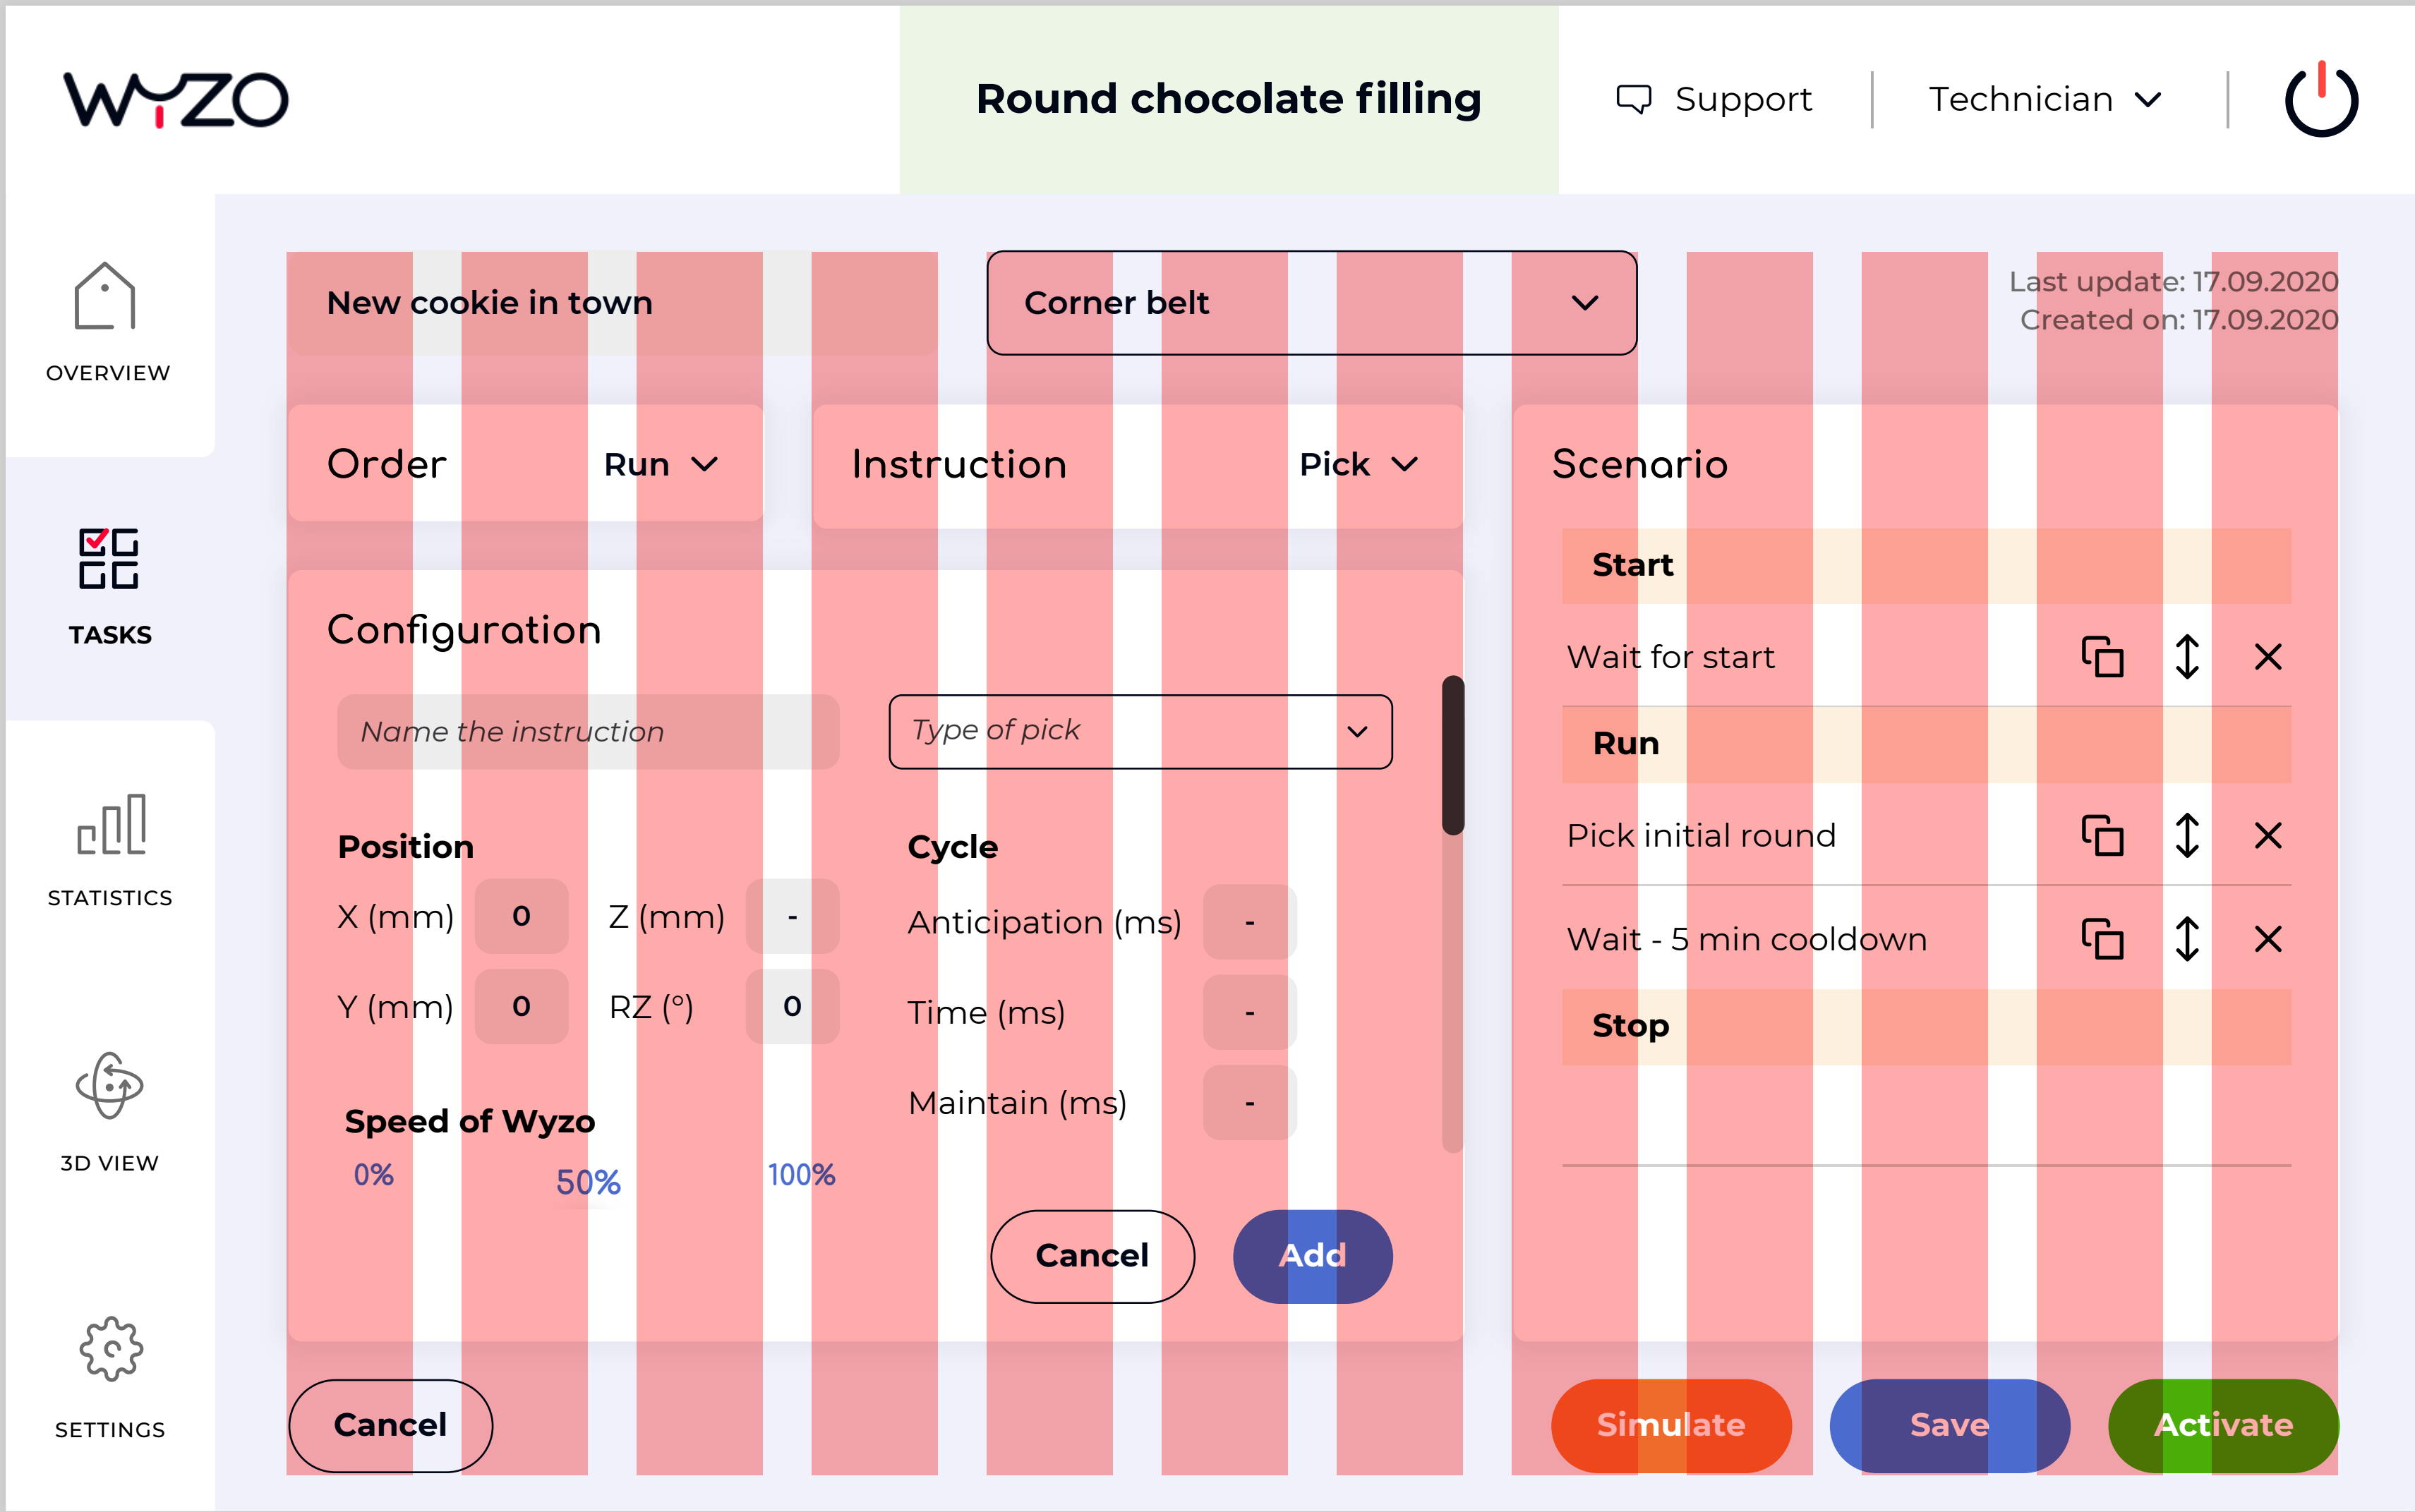 WYZO
Round chocolate filling
Support
Technician
OVERVIEW
TASKS
STATISTICS
3D VIEW
SETTINGS
New cookie in town
Corner belt
Last update: 17.09.2020
Created on: 17.09.2020
Order
Run
Instruction
Pick
Configuration
Name the instruction
Type of pick
Position
X (mm) 0 Z (mm) -
Y (mm) 0 RZ (°) 0
Speed of Wyzo
0% 50% 100%
Cycle
Anticipation (ms) -
Time (ms) -
Maintain (ms) -
Cancel
Add
Scenario
Start
Wait for start
Run
Pick initial round
Wait - 5 min cooldown
Stop
Cancel
Simulate
Save
Activate